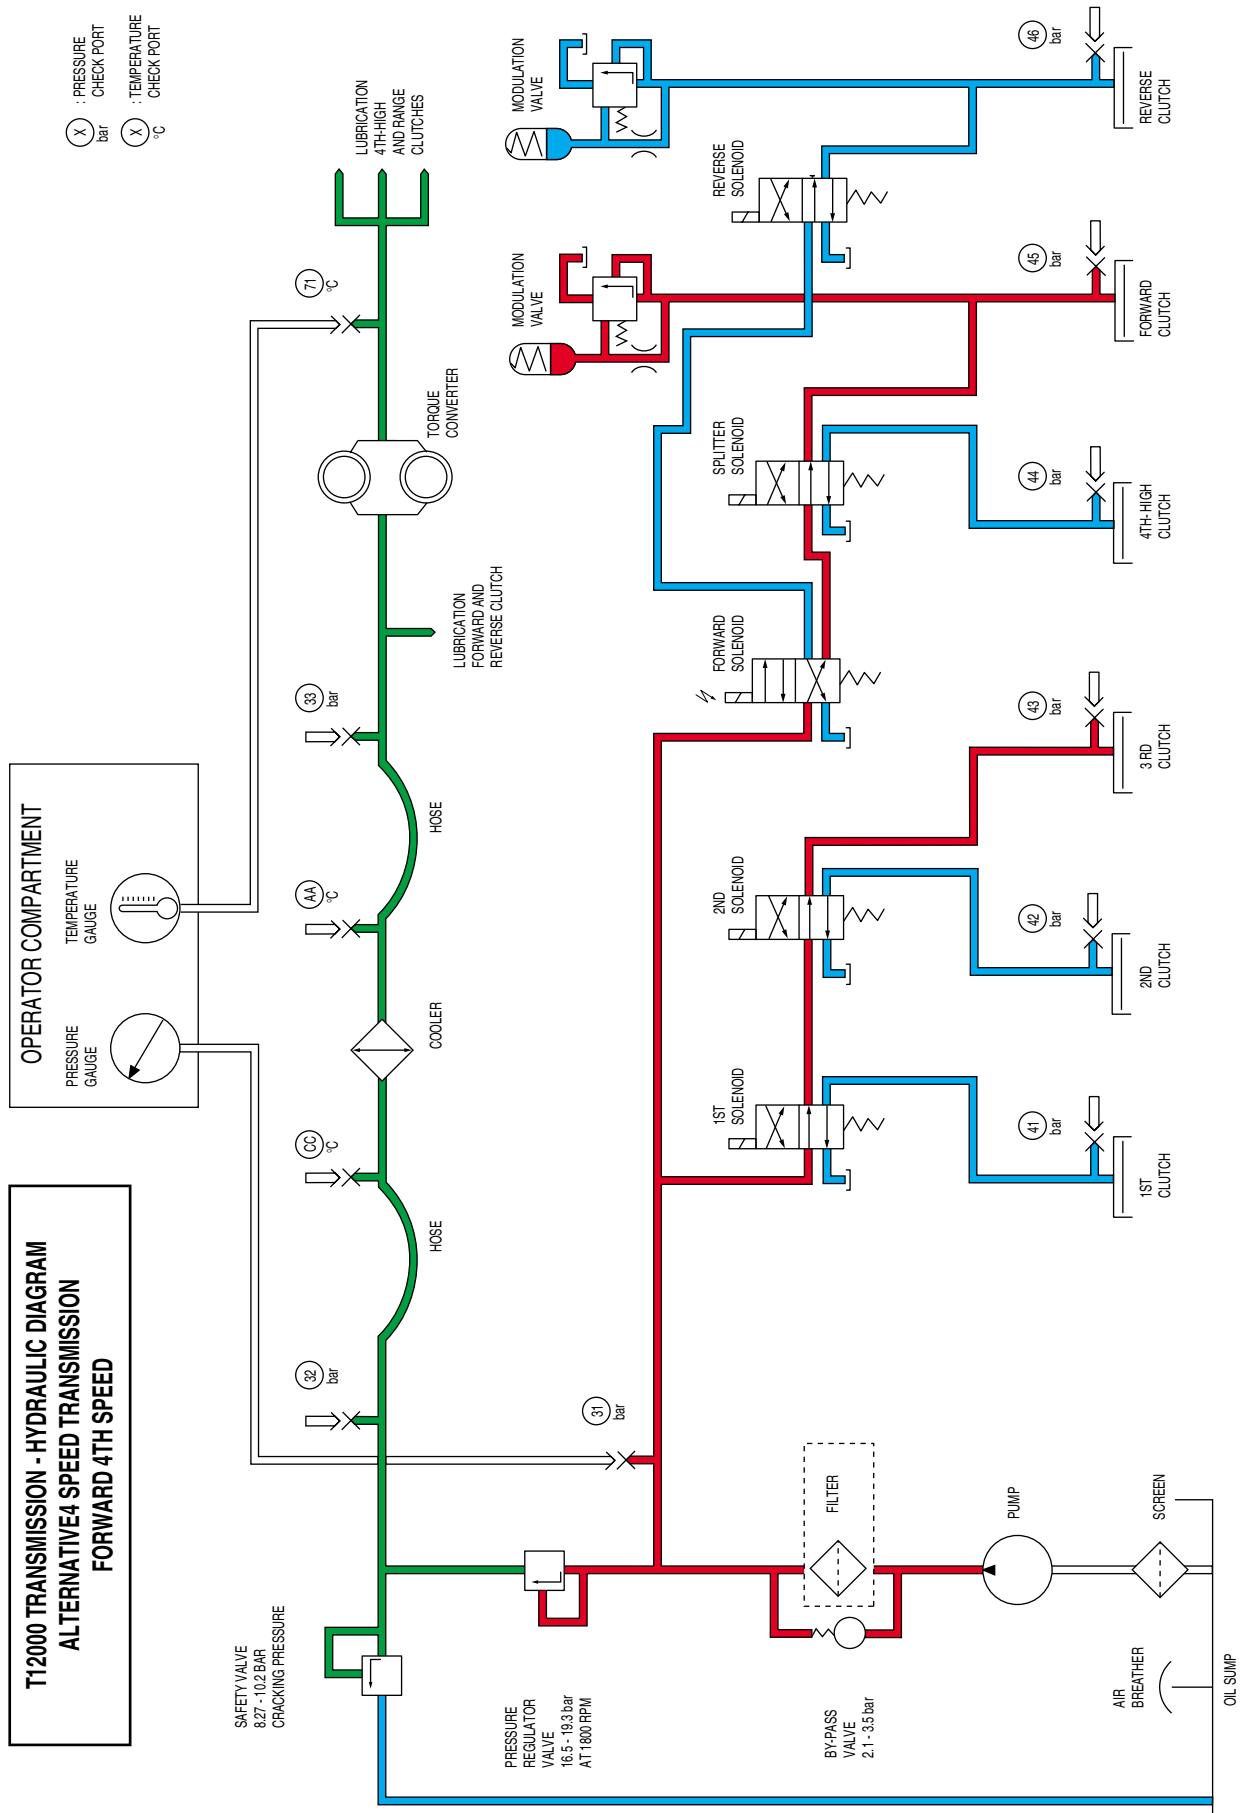 T12000 TRANSMISSION - HYDRAULIC DIAGRAM
ALTERNATIVE4 SPEED TRANSMISSION
FORWARD 4TH SPEED
OPERATOR COMPARTMENT
PRESSURE
GAUGE
TEMPERATURE
GAUGE
X
bar
: PRESSURE
CHECK PORT
X
°C
: TEMPERATURE
CHECK PORT
SAFETY VALVE
8.27 - 10.2 BAR
CRACKING PRESSURE
32
bar
HOSE
CC
°C
COOLER
AA
°C
HOSE
33
bar
LUBRICATION
FORWARD AND
REVERSE CLUTCH
TORQUE
CONVERTER
71
°C
LUBRICATION
4TH-HIGH
AND RANGE
CLUTCHES
PRESSURE
REGULATOR
VALVE
16.5 - 19.3 bar
AT 1800 RPM
31
bar
MODULATION
VALVE
MODULATION
VALVE
1ST
SOLENOID
2ND
SOLENOID
FORWARD
SOLENOID
SPLITTER
SOLENOID
REVERSE
SOLENOID
BY-PASS
VALVE
2.1 - 3.5 bar
FILTER
PUMP
SCREEN
AIR
BREATHER
OIL SUMP
41
bar
42
bar
43
bar
44
bar
45
bar
46
bar
1ST
CLUTCH
2ND
CLUTCH
3 RD
CLUTCH
4TH- HIGH
CLUTCH
FORWARD
CLUTCH
REVERSE
CLUTCH